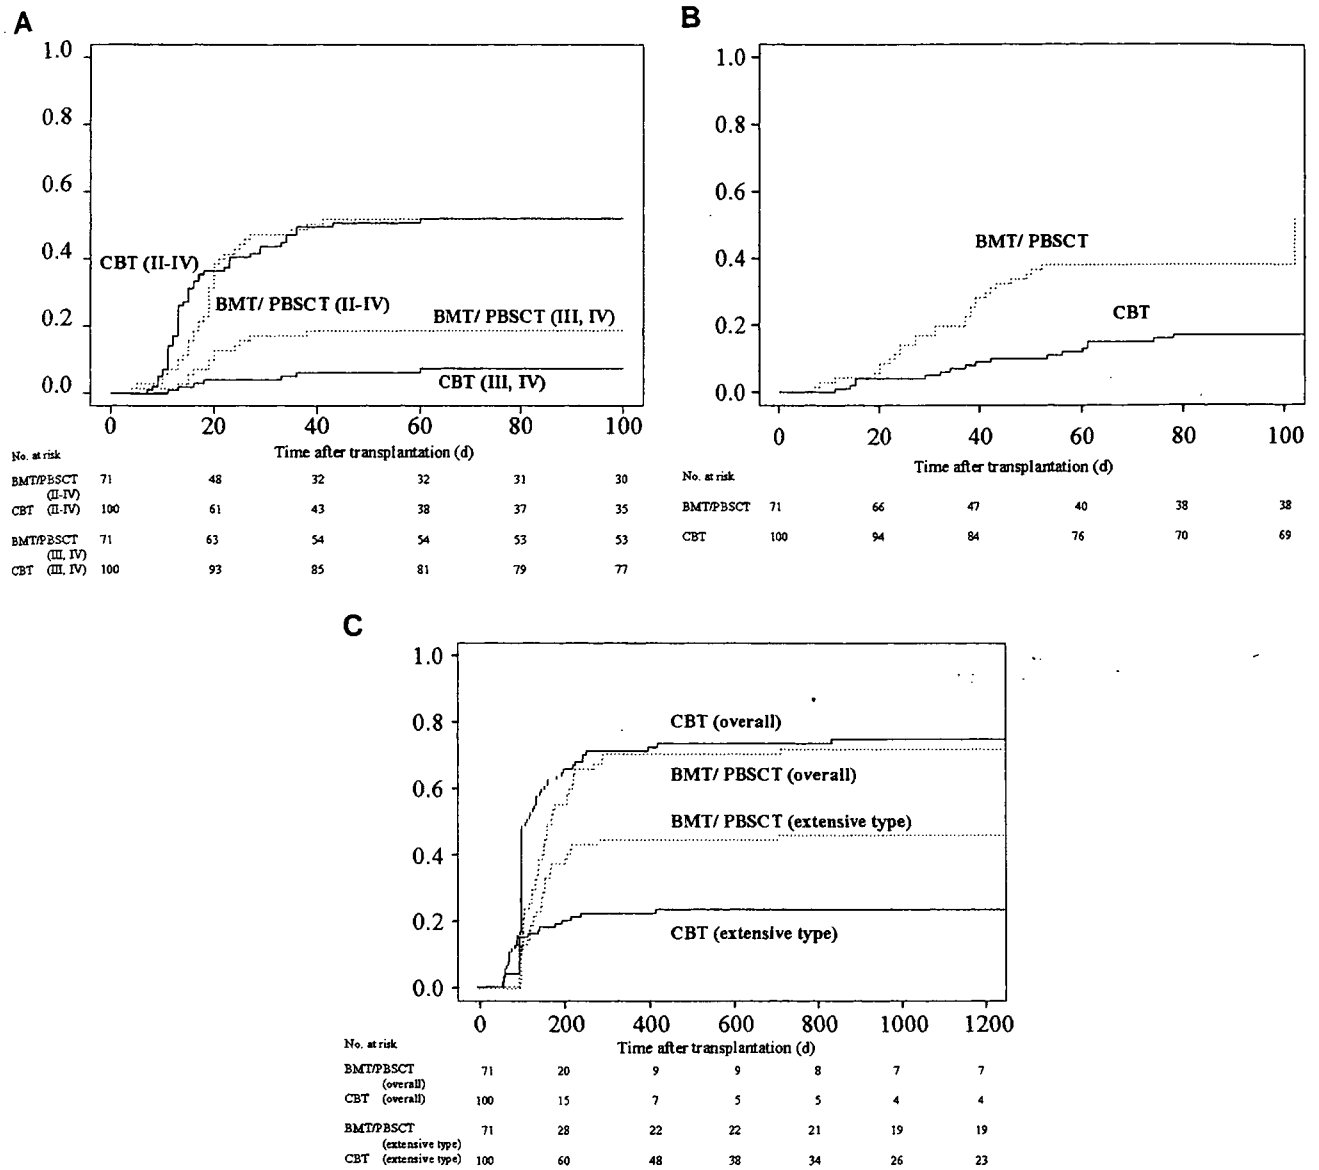 A
1.0
0.8
0.6
0.4
0.2
0.0
CBT (II-IV)
BMT/ PBSCT (II-IV)
BMT/ PBSCT (III, IV)
CBT (III, IV)
0 20 40 60 80 100
Time after transplantation (d)
No. at risk
BMT/PBSCT 71 48 32 32 31 30
(II-IV)
CBT (II-IV) 100 61 43 38 37 35
BMT/PBSCT 71 63 54 54 53 53
(III, IV)
CBT (III, IV) 100 93 85 81 79 77
B
1.0
0.8
0.6
0.4
0.2
0.0
BMT/ PBSCT
CBT
0 20 40 60 80 100
Time after transplantation (d)
No. at risk
BMT/PBSCT 71 66 47 40 38 38
CBT 100 94 84 76 70 69
C
1.0
0.8
0.6
0.4
0.2
0.0
CBT (overall)
BMT/ PBSCT (overall)
BMT/ PBSCT (extensive type)
CBT (extensive type)
0 200 400 600 800 1000 1200
Time after transplantation (d)
No. at risk
BMT/PBSCT 71 20 9 9 8 7 7
(overall)
CBT (overall) 100 15 7 5 5 4 4
BMT/PBSCT 71 28 22 22 21 19 19
(extensive type)
CBT (extensive type) 100 60 48 38 34 26 23